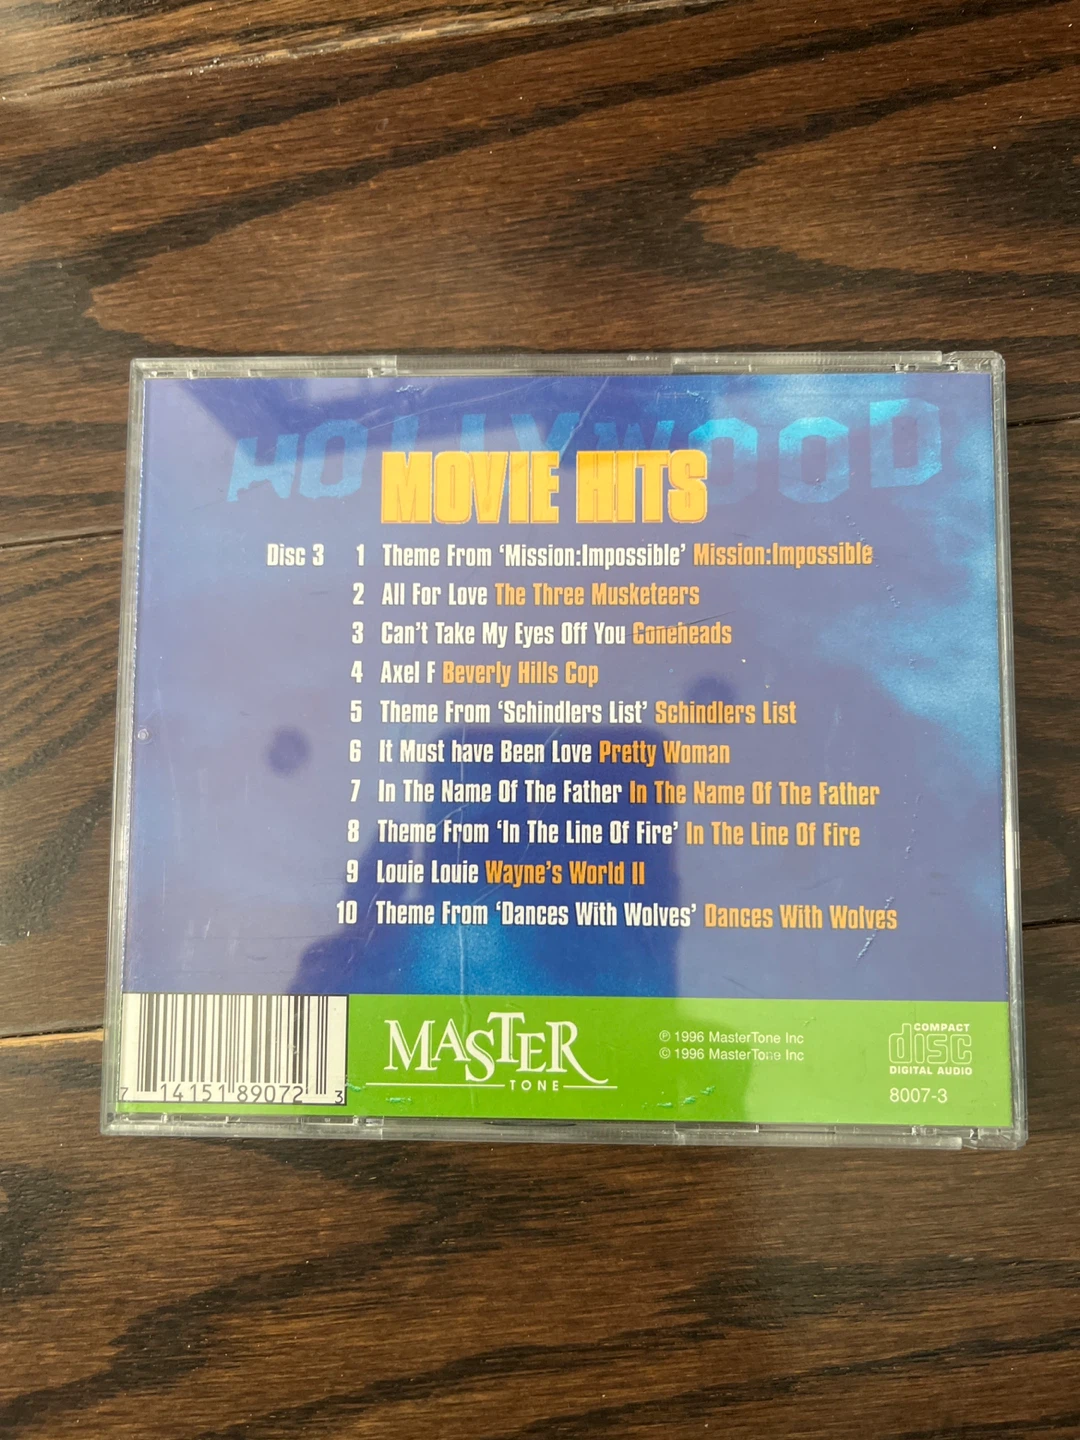 HOLLYWOOD
MOVIE HITS
Disc 3 1 Theme From ‘Mission:Impossible’ Mission:Impossible
2 All For Love The Three Musketeers
3 Can’t Take My Eyes Off You Coneheads
4 Axel F Beverly Hills Cop
5 Theme From ‘Schindlers List’ Schindlers List
6 It Must have Been Love Pretty Woman
7 In The Name Of The Father In The Name Of The Father
8 Theme From ‘In The Line Of Fire’ In The Line Of Fire
9 Louie Louie Wayne’s World II
10 Theme From ‘Dances With Wolves’ Dances With Wolves
7 14151 89072 3
MASTER
TONE
℗ 1996 MasterTone Inc
© 1996 MasterTone Inc
COMPACT
disc
DIGITAL AUDIO
8007-3